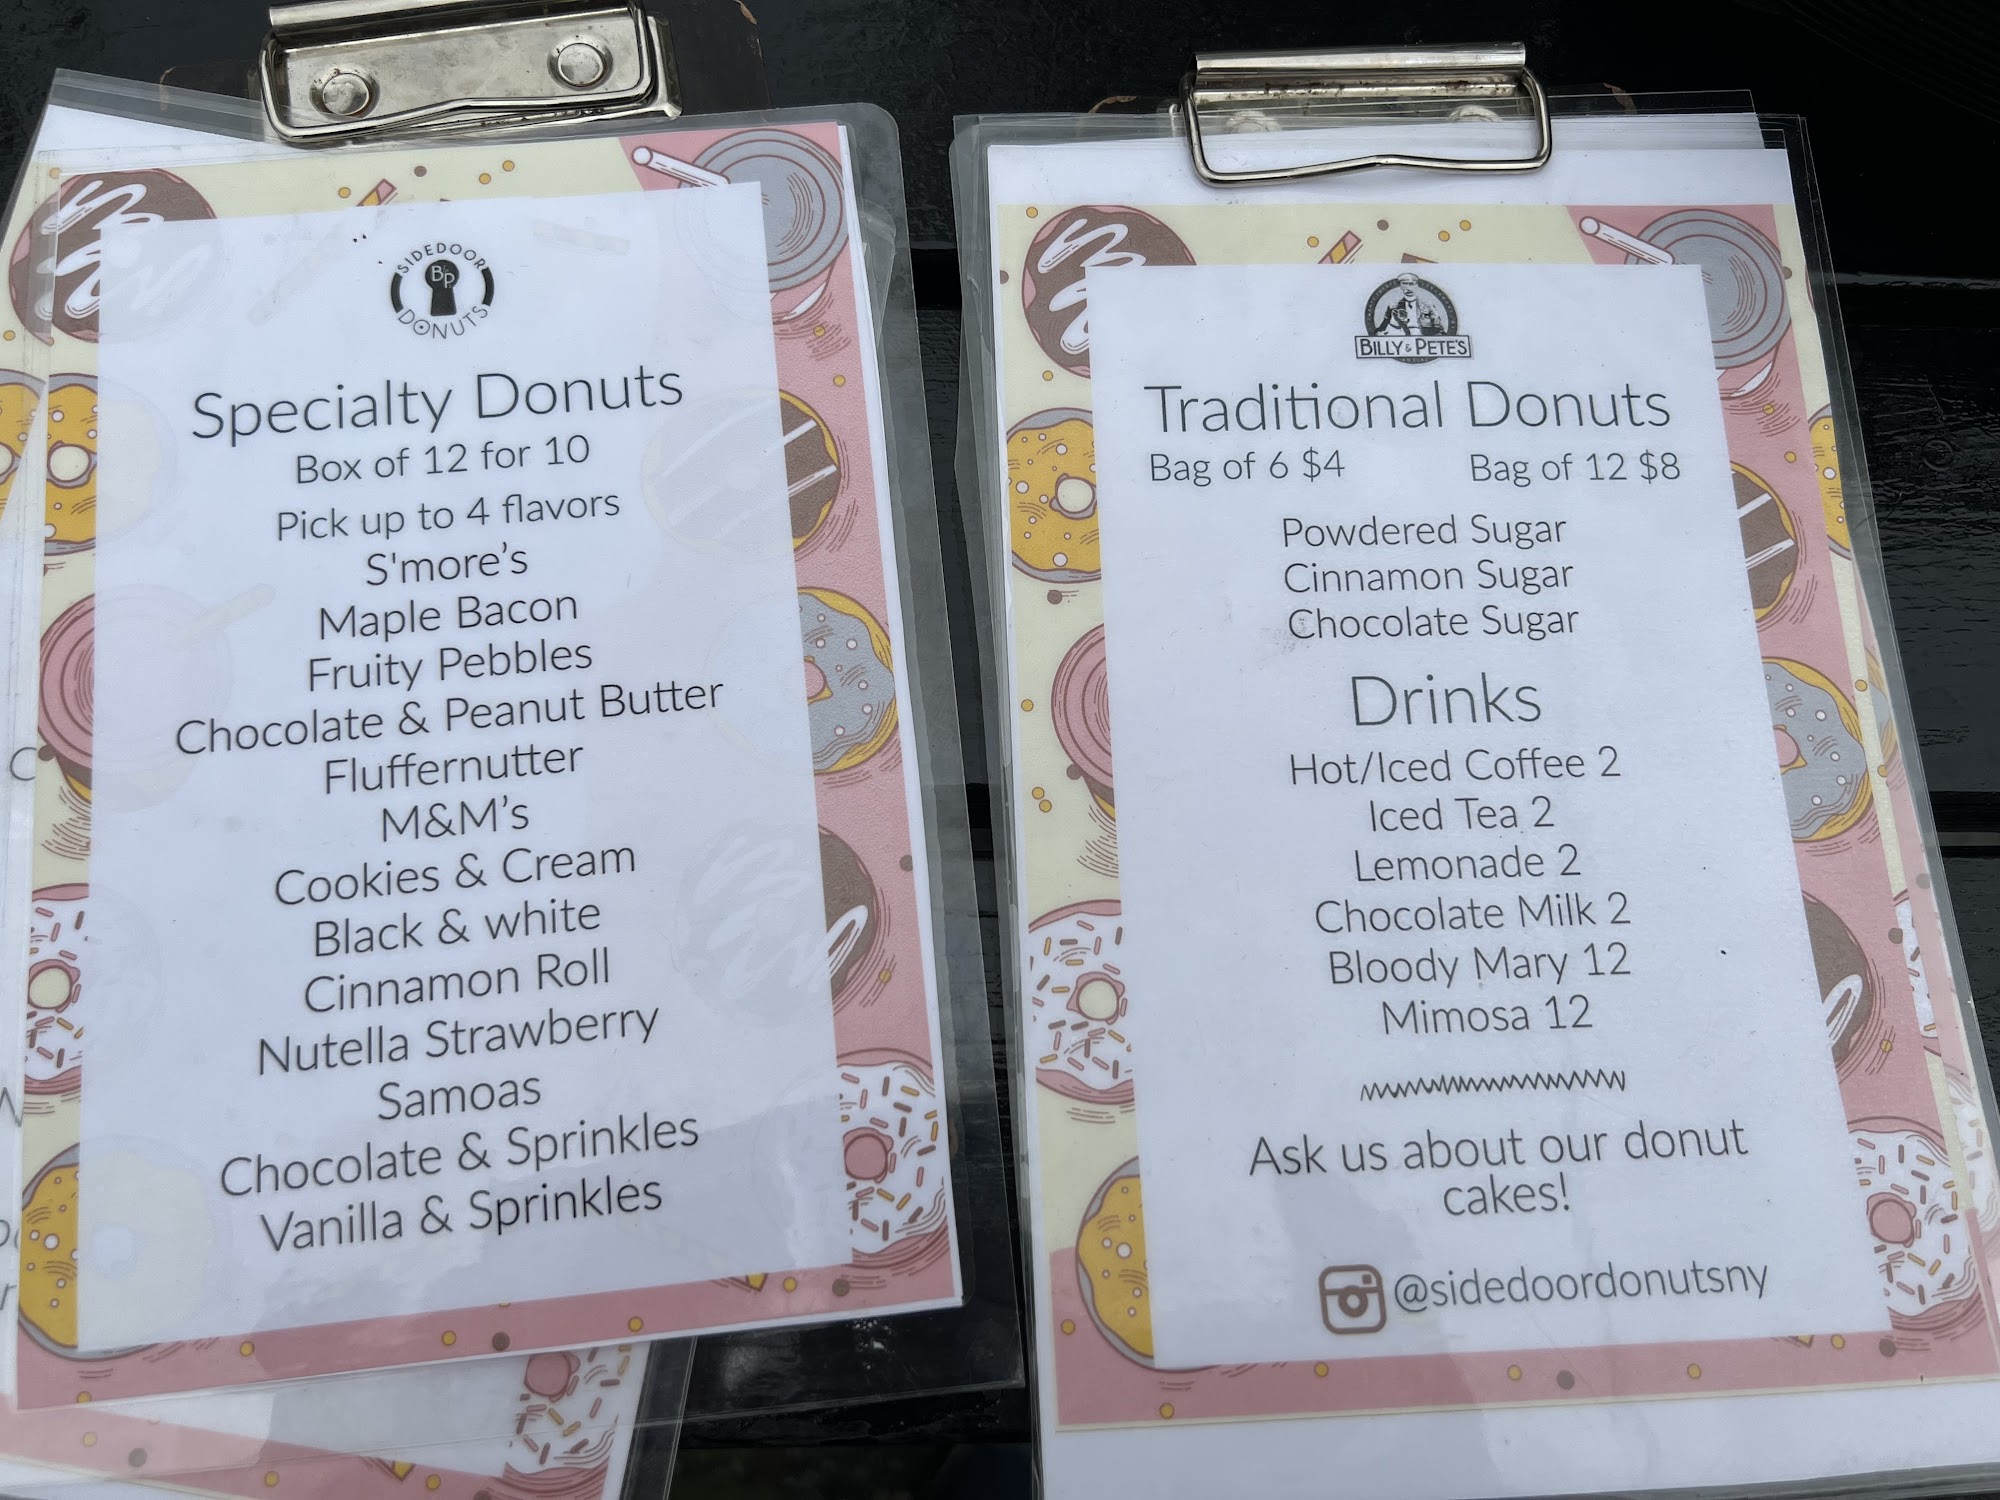 SIDEDOOR
B&P
DONUTS
Specialty Donuts
Box of 12 for 10
Pick up to 4 flavors
S'more's
Maple Bacon
Fruity Pebbles
Chocolate & Peanut Butter
Fluffernutter
M&M's
Cookies & Cream
Black & white
Cinnamon Roll
Nutella Strawberry
Samoas
Chocolate & Sprinkles
Vanilla & Sprinkles
BILLY & PETE'S
SOCIAL
Traditional Donuts
Bag of 6 $4 Bag of 12 $8
Powdered Sugar
Cinnamon Sugar
Chocolate Sugar
Drinks
Hot/Iced Coffee 2
Iced Tea 2
Lemonade 2
Chocolate Milk 2
Bloody Mary 12
Mimosa 12
Ask us about our donut
cakes!
@sidedoordonutsny